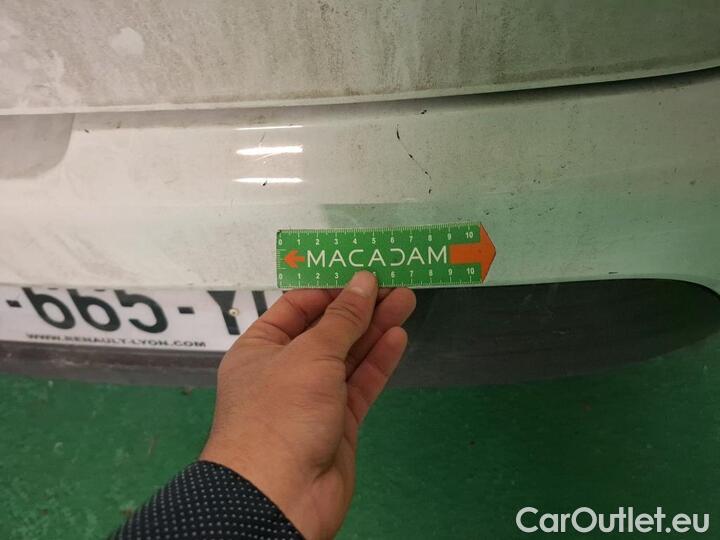 0 1 2 3 4 5 6 7 8 9 10
MACADAM
0 1 2 3 5 6 7 8 9 10
-665-Y
WWW.RENAULT-LYON.COM
CarOutlet.eu